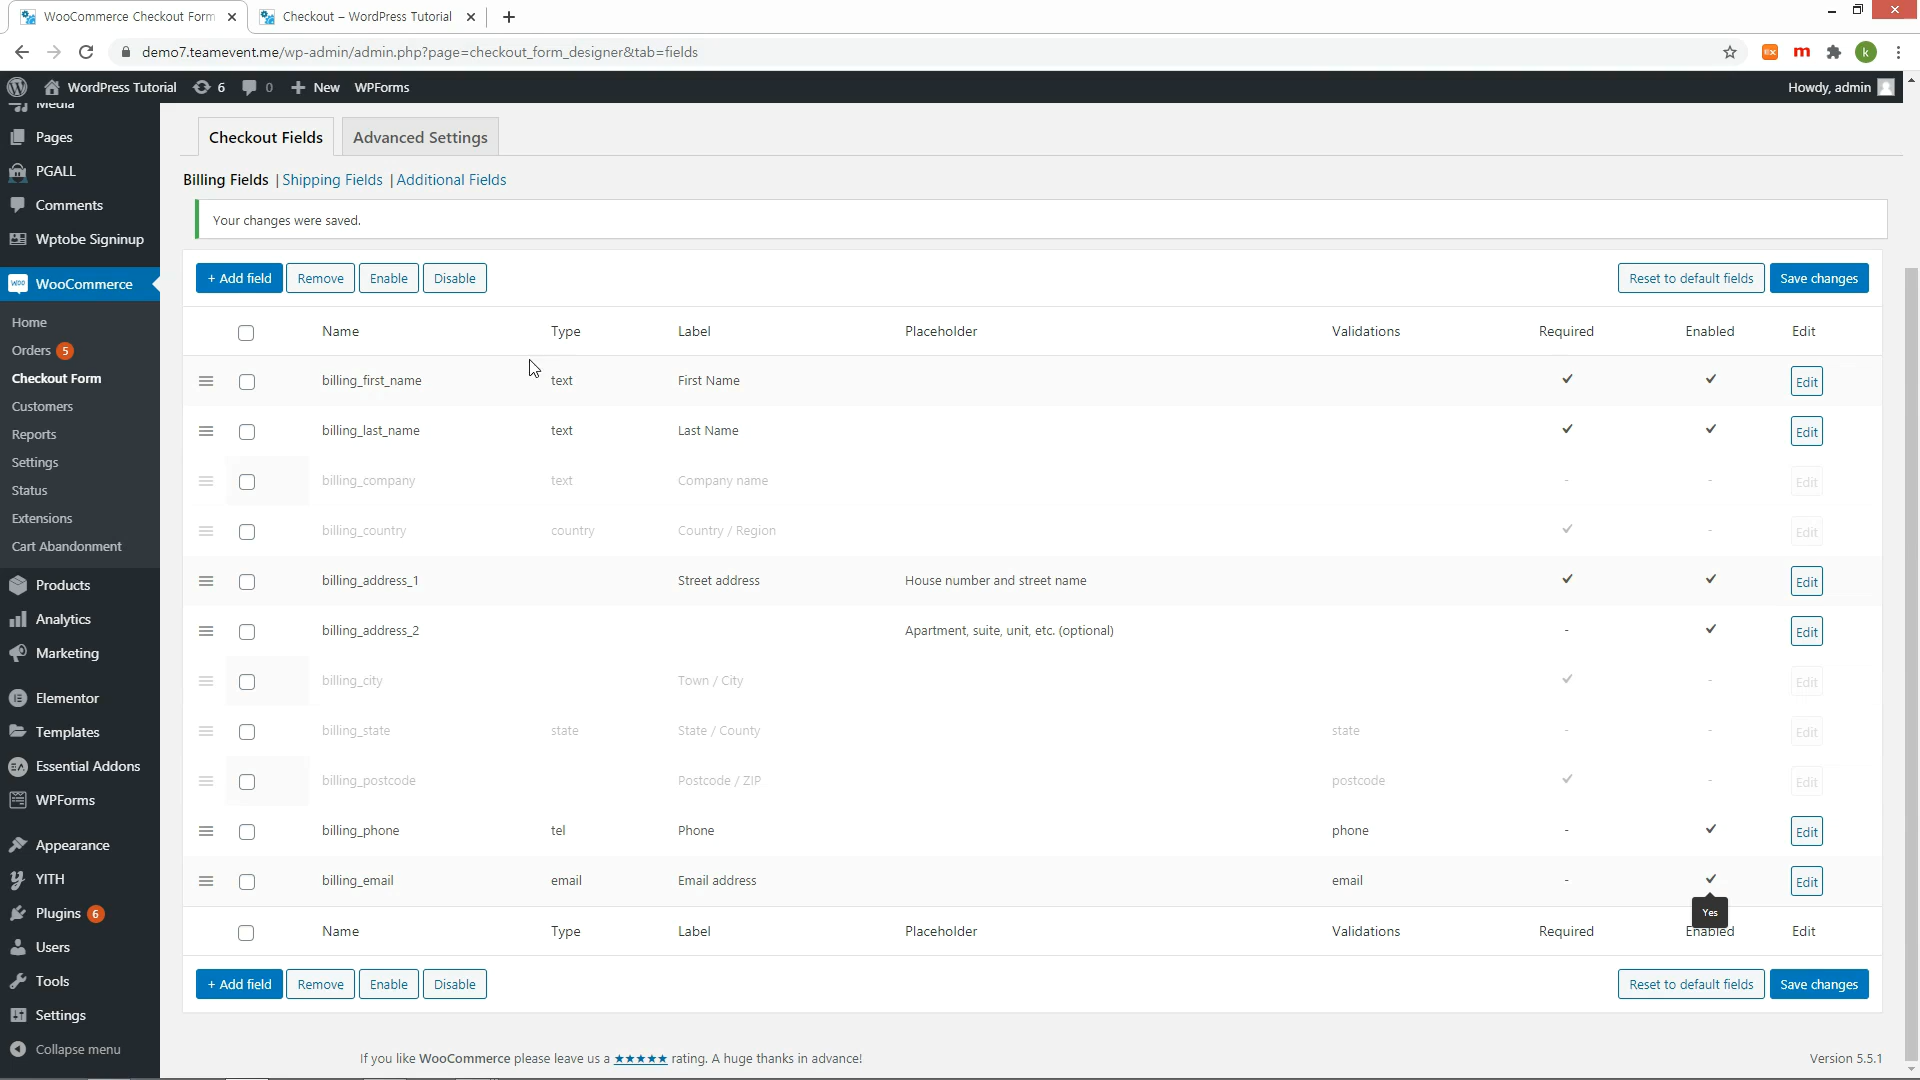 WooCommerce Checkout Form
Checkout – WordPress Tutorial
demo7.teamevent.me/wp-admin/admin.php?page=checkout_form_designer&tab=fields
EX
m
k
WordPress Tutorial
6
0
New
WPForms
Howdy, admin
Media
Pages
PGALL
Comments
Wptobe Signinup
WooCommerce
Home
Orders 5
Checkout Form
Customers
Reports
Settings
Status
Extensions
Cart Abandonment
Products
Analytics
Marketing
Elementor
Templates
Essential Addons
WPForms
Appearance
YITH
Plugins 6
Users
Tools
Settings
Collapse menu
Checkout Fields
Advanced Settings
Billing Fields | Shipping Fields | Additional Fields
Your changes were saved.
+ Add field Remove Enable Disable Reset to default fields Save changes
Name Type Label Placeholder Validations Required Enabled Edit
billing_first_name text First Name ✓ ✓ Edit
billing_last_name text Last Name ✓ ✓ Edit
billing_company text Company name - - Edit
billing_country country Country / Region ✓ - Edit
billing_address_1 Street address House number and street name ✓ ✓ Edit
billing_address_2 Apartment, suite, unit, etc. (optional) - ✓ Edit
billing_city Town / City ✓ - Edit
billing_state state State / County state - - Edit
billing_postcode Postcode / ZIP postcode ✓ - Edit
billing_phone tel Phone phone - ✓ Edit
billing_email email Email address email - ✓ Edit
Yes
Name Type Label Placeholder Validations Required Enabled Edit
+ Add field Remove Enable Disable Reset to default fields Save changes
If you like WooCommerce please leave us a ★★★★★ rating. A huge thanks in advance!
Version 5.5.1